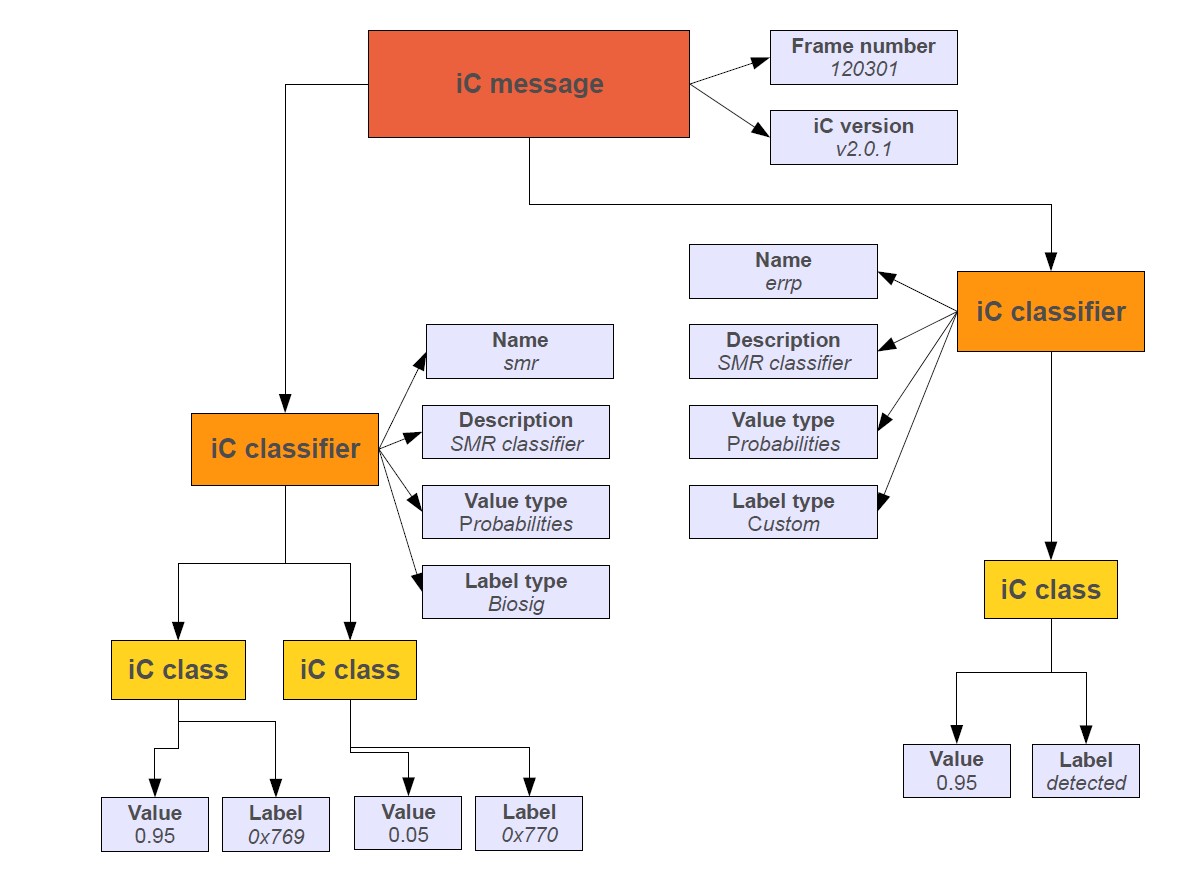 iC message
Frame number
120301
iC version
v2.0.1
Name
errp
iC classifier
Description
SMR classifier
Value type
Probabilities
Label type
Custom
Name
smr
iC classifier
Description
SMR classifier
Value type
Probabilities
Label type
Biosig
iC class
iC class
iC class
Value
0.95
Label
detected
Value
0.95
Label
0x769
Value
0.05
Label
0x770